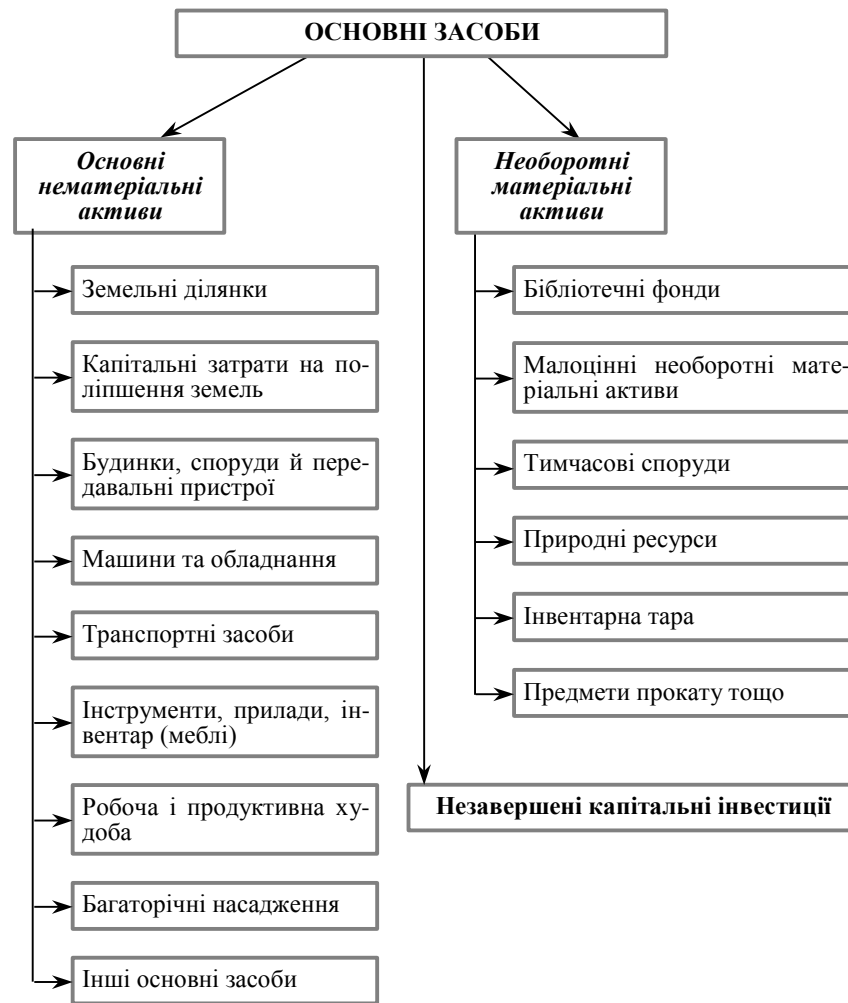 ОСНОВНІ ЗАСОБИ
Основні
нематеріальні
активи
Земельні ділянки
Капітальні затрати на по-
ліпшення земель
Будинки, споруди й пере-
давальні пристрої
Машини та обладнання
Транспортні засоби
Інструменти, прилади, ін-
вентар (меблі)
Робоча і продуктивна ху-
доба
Багаторічні насадження
Інші основні засоби
Необоротні
матеріальні
активи
Бібліотечні фонди
Малоцінні необоротні мате-
ріальні активи
Тимчасові споруди
Природні ресурси
Інвентарна тара
Предмети прокату тощо
Незавершені капітальні інвестиції